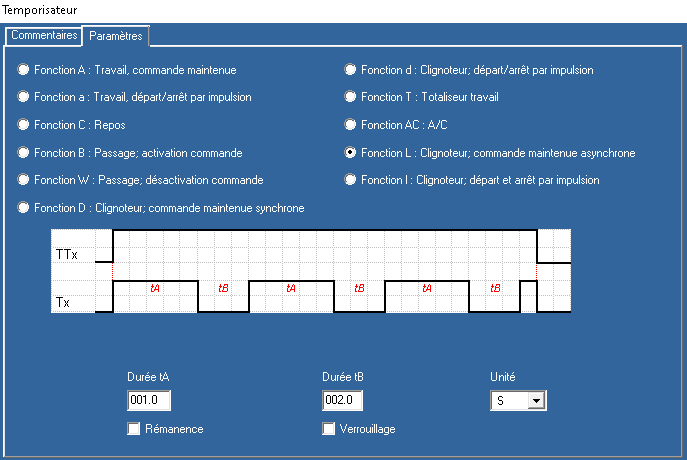 Temporisateur
Commentaires Paramètres
Fonction A : Travail, commande maintenue
Fonction a : Travail, départ/arrêt par impulsion
Fonction C : Repos
Fonction B : Passage; activation commande
Fonction W : Passage; désactivation commande
Fonction D : Clignoteur; commande maintenue synchrone
Fonction d : Clignoteur; départ/arrêt par impulsion
Fonction T : Totaliseur travail
Fonction AC : A/C
Fonction L : Clignoteur; commande maintenue asynchrone
Fonction l : Clignoteur; départ et arrêt par impulsion
TTx
Tx tA tB tA tB tA tB
Durée tA Durée tB Unité
001.0 002.0 S
Rémanence Verrouillage